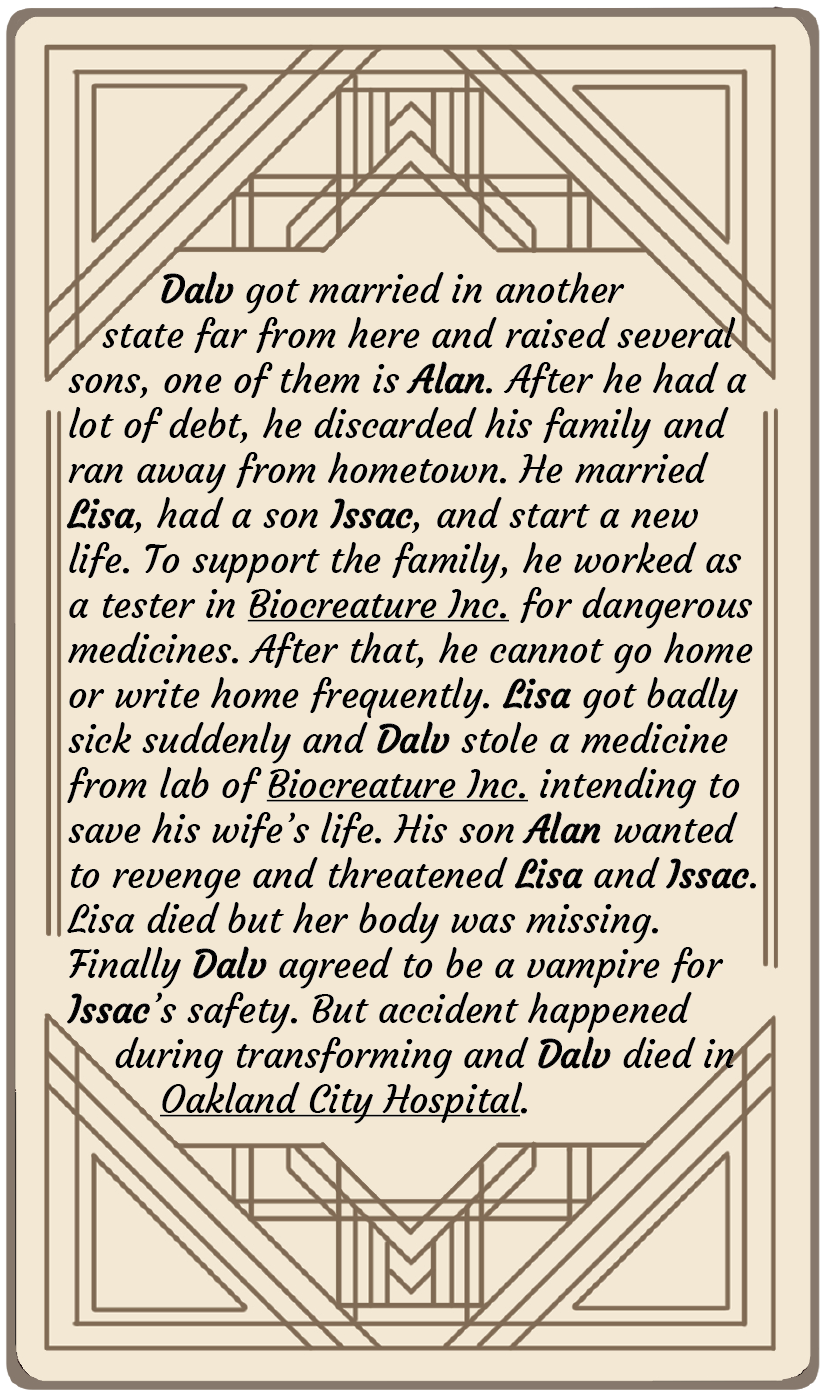 Dalv got married in another
state far from here and raised several
sons, one of them is Alan. After he had a
lot of debt, he discarded his family and
ran away from hometown. He married
Lisa, had a son Issac, and start a new
life. To support the family, he worked as
a tester in Biocreature Inc. for dangerous
medicines. After that, he cannot go home
or write home frequently. Lisa got badly
sick suddenly and Dalv stole a medicine
from lab of Biocreature Inc. intending to
save his wife’s life. His son Alan wanted
to revenge and threatened Lisa and Issac.
Lisa died but her body was missing.
Finally Dalv agreed to be a vampire for
Issac’s safety. But accident happened
during transforming and Dalv died in
Oakland City Hospital.